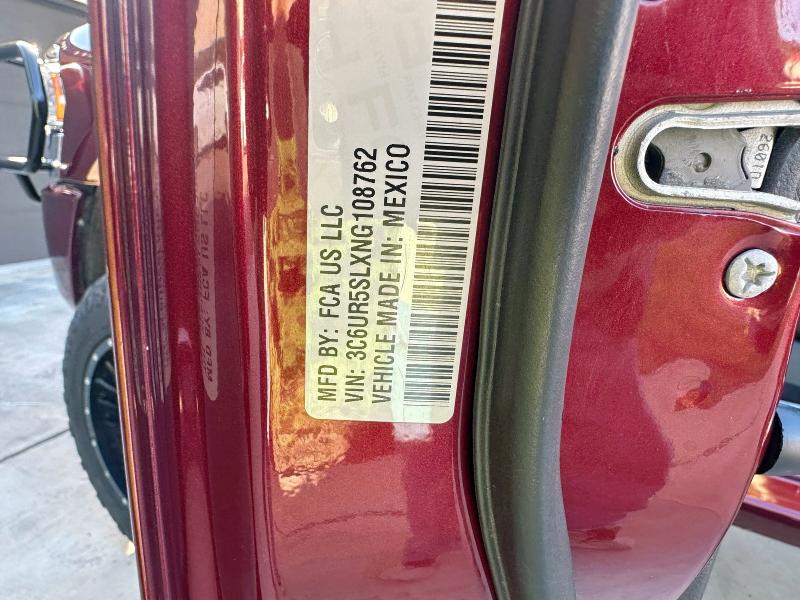 MFD BY: FCA US LLC
VIN: 3C6UR5SLXNG108762
VEHICLE MADE IN: MEXICO